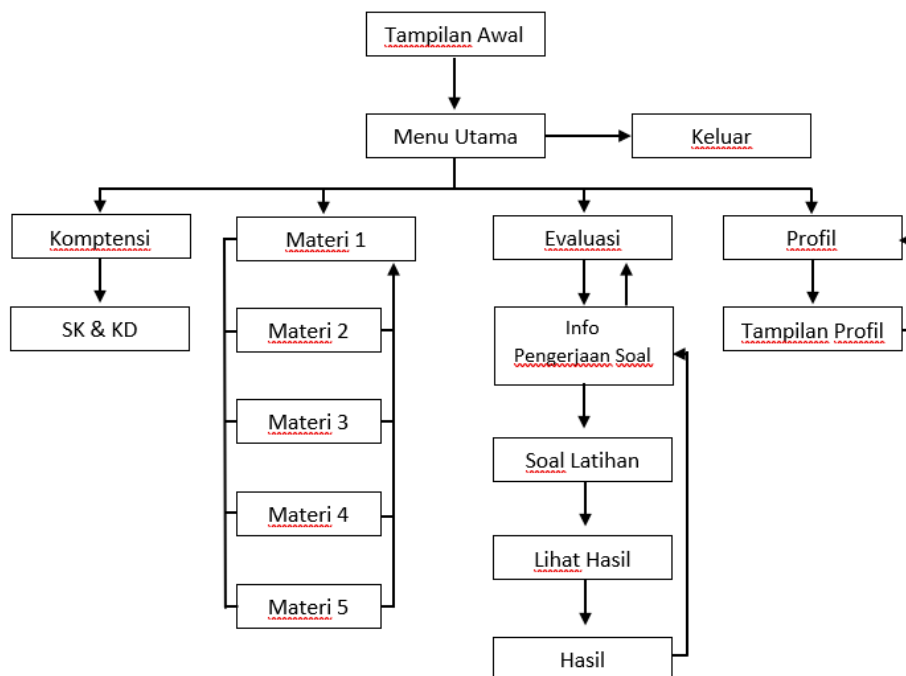 Tampilan Awal
Menu Utama
Keluar
Komptensi
Materi 1
Evaluasi
Profil
SK & KD
Materi 2
Info
Pengerjaan Soal
Tampilan Profil
Materi 3
Soal Latihan
Materi 4
Lihat Hasil
Materi 5
Hasil